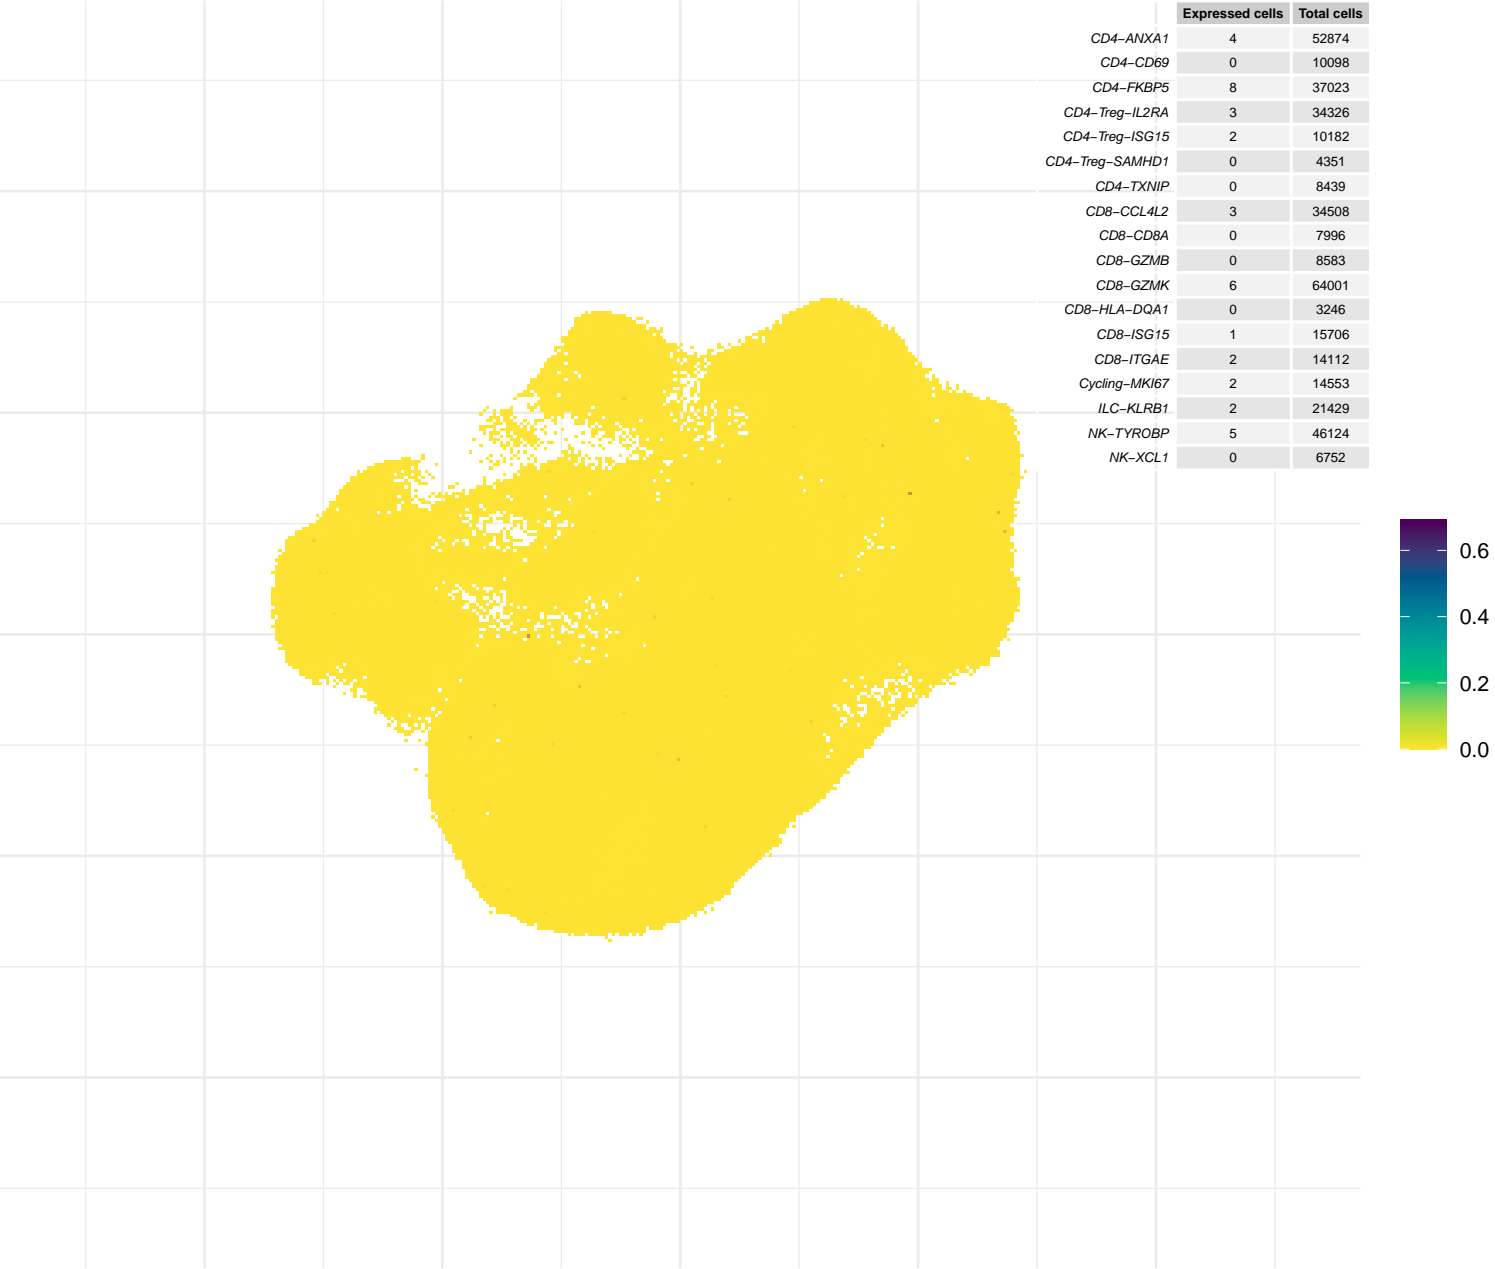 Expressed cells Total cells
CD4−ANXA1 4 52874
CD4−CD69 0 10098
CD4−FKBP5 8 37023
CD4−Treg−IL2RA 3 34326
CD4−Treg−ISG15 2 10182
CD4−Treg−SAMHD1 0 4351
CD4−TXNIP 0 8439
CD8−CCL4L2 3 34508
CD8−CD8A 0 7996
CD8−GZMB 0 8583
CD8−GZMK 6 64001
CD8−HLA−DQA1 0 3246
CD8−ISG15 1 15706
CD8−ITGAE 2 14112
Cycling−MKI67 2 14553
ILC−KLRB1 2 21429
NK−TYROBP 5 46124
NK−XCL1 0 6752
0.6
0.4
0.2
0.0